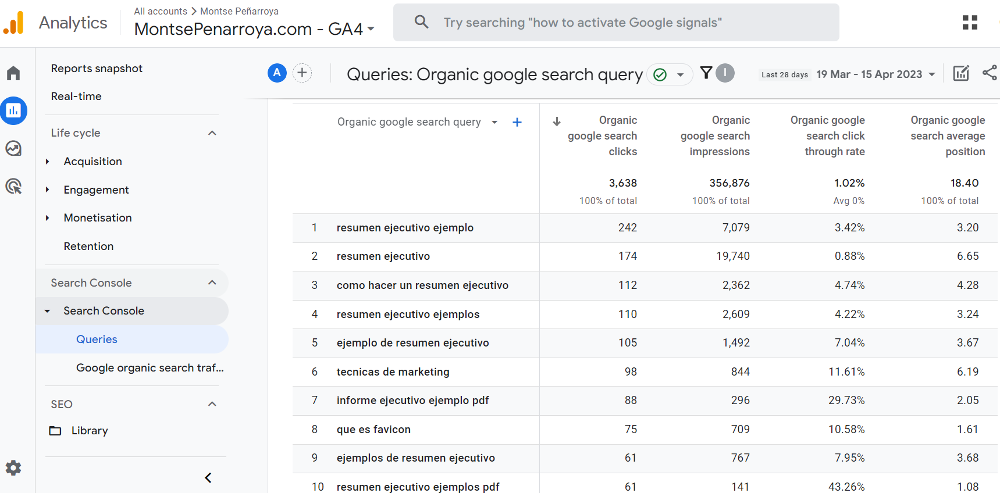 All accounts > Montse Peñarroya
Analytics
MontsePenarroya.com - GA4
Try searching "how to activate Google signals"
Reports snapshot
Real-time
Life cycle
Acquisition
Engagement
Monetisation
Retention
Search Console
Search Console
Queries
Google organic search traf...
SEO
Library
A
Queries: Organic google search query
I
Last 28 days 19 Mar - 15 Apr 2023
Organic google search query
Organic
google search
clicks
Organic
google search
impressions
Organic google
search click
through rate
Organic google
search average
position
3,638 356,876 1.02% 18.40
100% of total 100% of total Avg 0% 100% of total
1 resumen ejecutivo ejemplo 242 7,079 3.42% 3.20
2 resumen ejecutivo 174 19,740 0.88% 6.65
3 como hacer un resumen ejecutivo 112 2,362 4.74% 4.28
4 resumen ejecutivo ejemplos 110 2,609 4.22% 3.24
5 ejemplo de resumen ejecutivo 105 1,492 7.04% 3.67
6 tecnicas de marketing 98 844 11.61% 6.19
7 informe ejecutivo ejemplo pdf 88 296 29.73% 2.05
8 que es favicon 75 709 10.58% 1.61
9 ejemplos de resumen ejecutivo 61 767 7.95% 3.68
10 resumen ejecutivo ejemplos pdf 61 141 43.26% 1.08